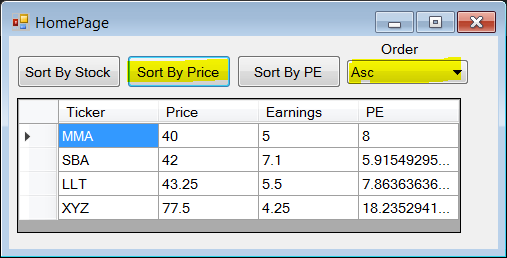 HomePage
Order
Sort By Stock Sort By Price Sort By PE Asc
Ticker Price Earnings PE
MMA 40 5 8
SBA 42 7.1 5.91549295...
LLT 43.25 5.5 7.86363636...
XYZ 77.5 4.25 18.2352941...